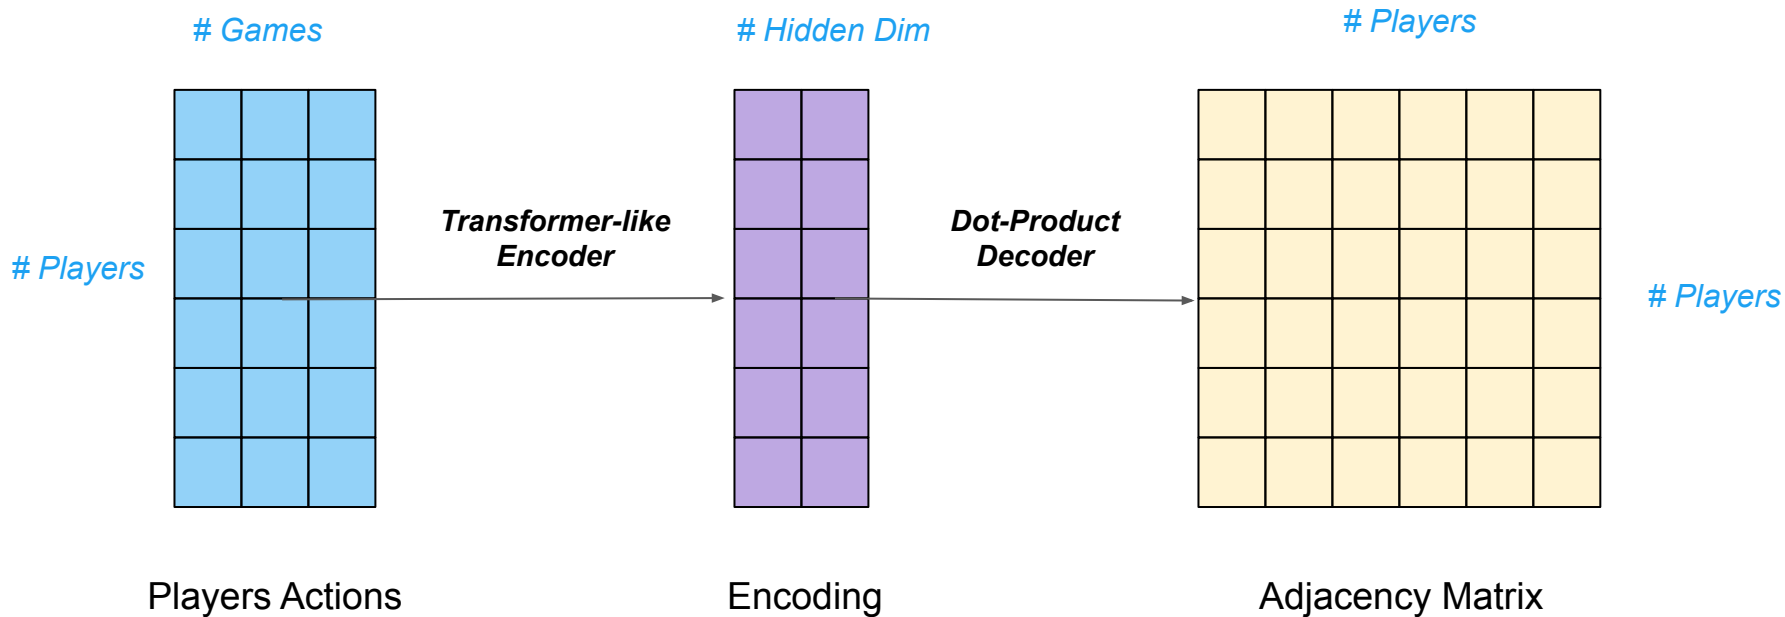 # Games
# Hidden Dim
# Players
# Players
Transformer-like
Encoder
Dot-Product
Decoder
# Players
Players Actions
Encoding
Adjacency Matrix